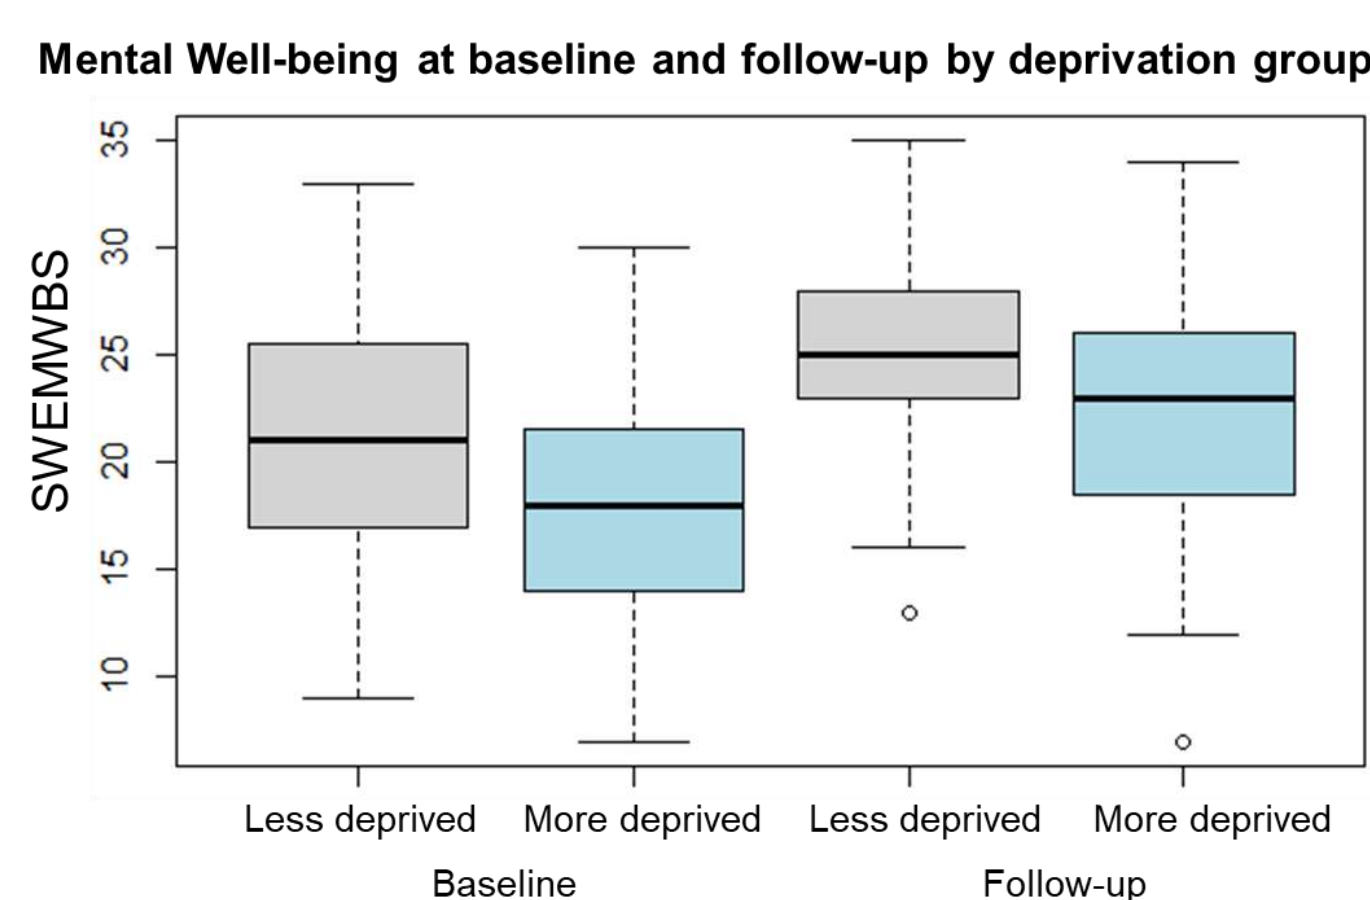 Mental Well-being at baseline and follow-up by deprivation group
SWEMWBS
35
30
25
20
15
10
Less deprived More deprived Less deprived More deprived
Baseline Follow-up